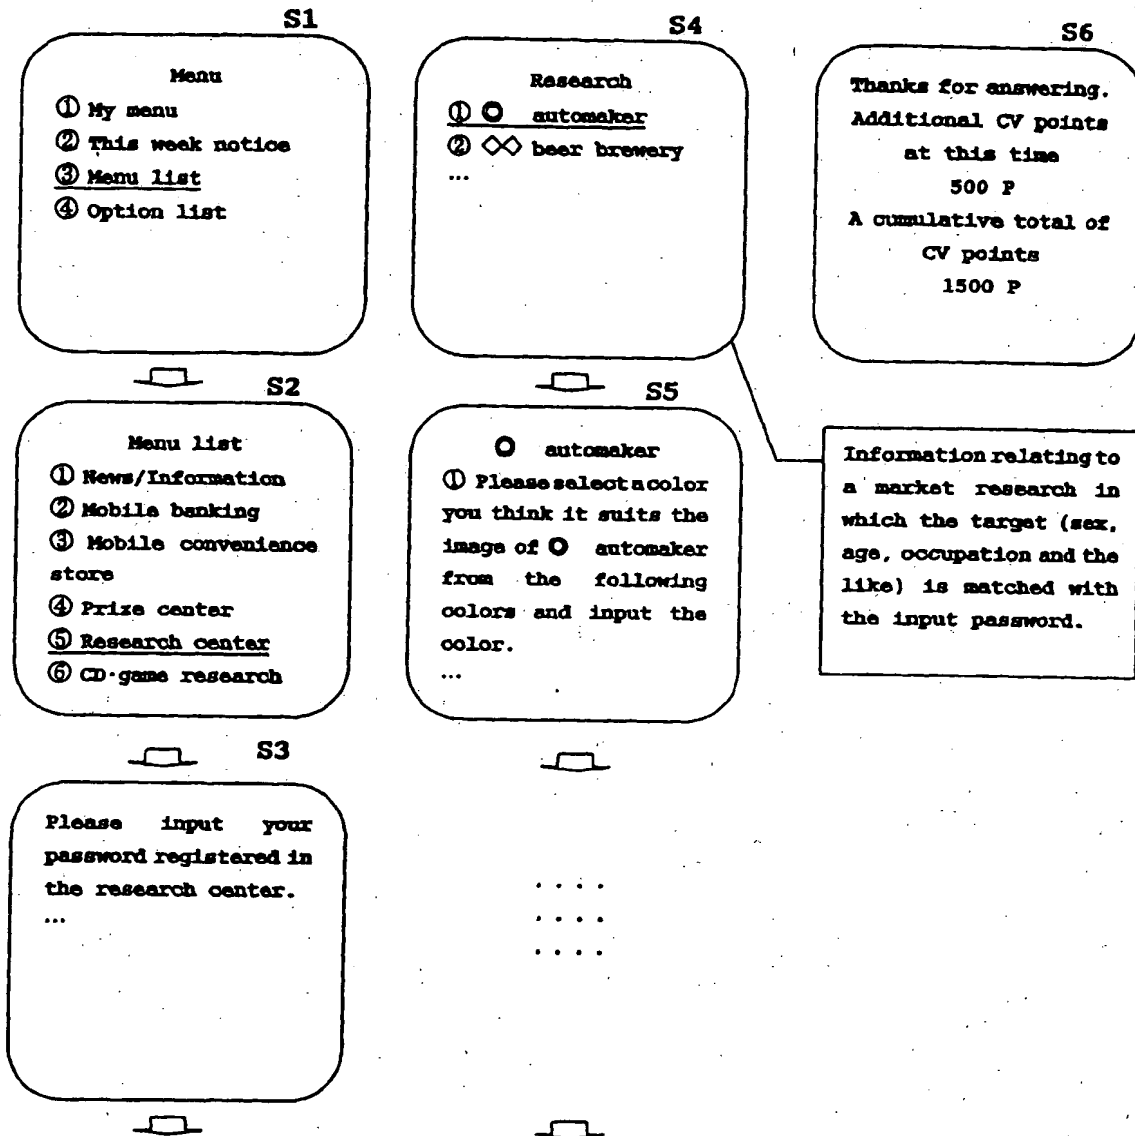 S1
Menu
① My menu
② This week notice
③ Menu list
④ Option list
S2
Menu list
① News/Information
② Mobile banking
③ Mobile convenience
store
④ Prize center
⑤ Research center
⑥ CD·game research
S3
Please input your
password registered in
the research center.
...
S4
Research
① ○ automaker
② ◇◇ beer brewery
...
S5
○ automaker
① Please select a color
you think it suits the
image of ○ automaker
from the following
colors and input the
color.
...
. . . .
. . . .
. . . .
S6
Thanks for answering.
Additional CV points
at this time
500 P
A cumulative total of
CV points
1500 P
Information relating to
a market research in
which the target (sex,
age, occupation and the
like) is matched with
the input password.